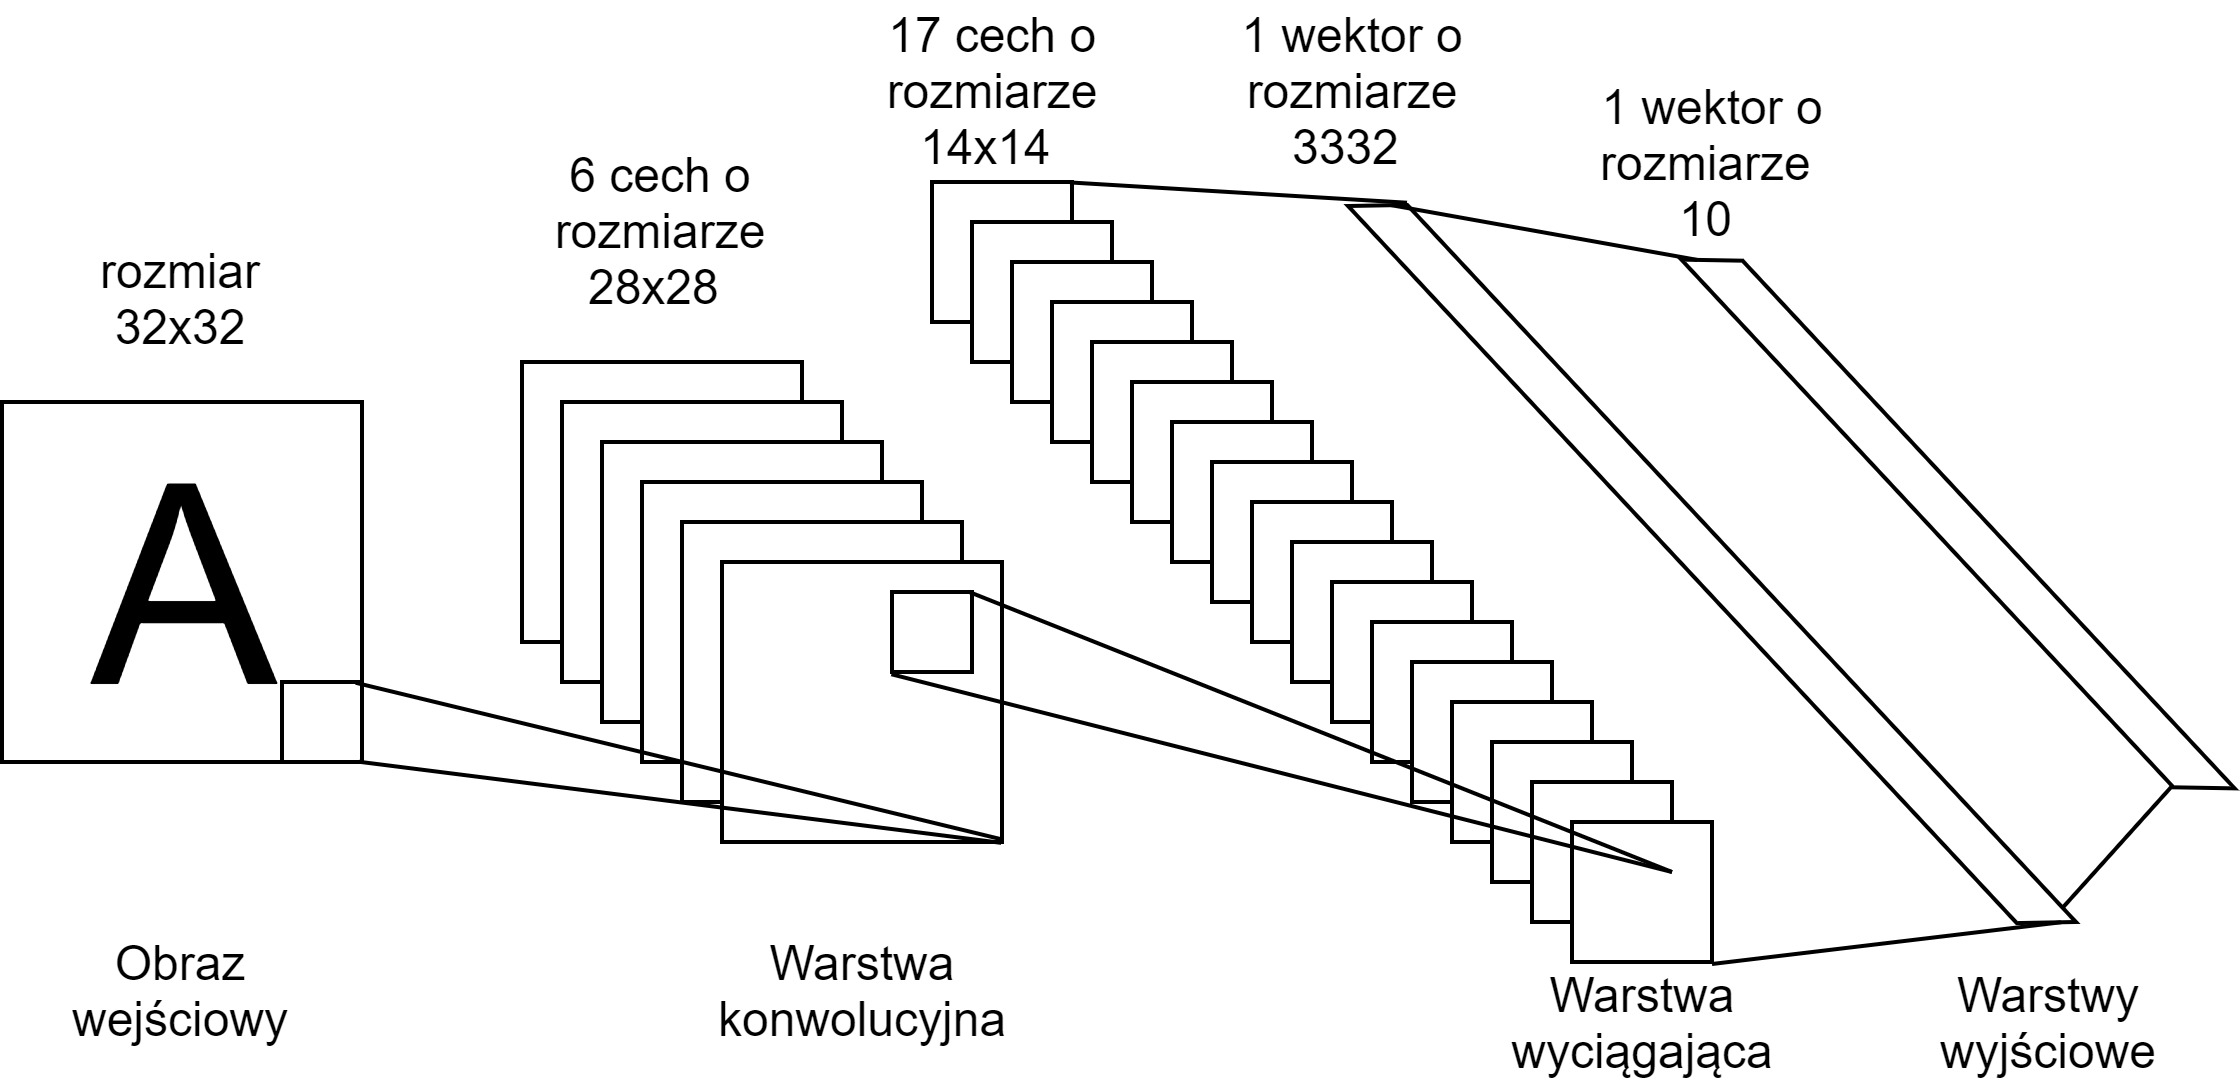 rozmiar
32x32
6 cech o
rozmiarze
28x28
17 cech o
rozmiarze
14x14
1 wektor o
rozmiarze
3332
1 wektor o
rozmiarze
10
A
Obraz
wejściowy
Warstwa
konwolucyjna
Warstwa
wyciągająca
Warstwy
wyjściowe